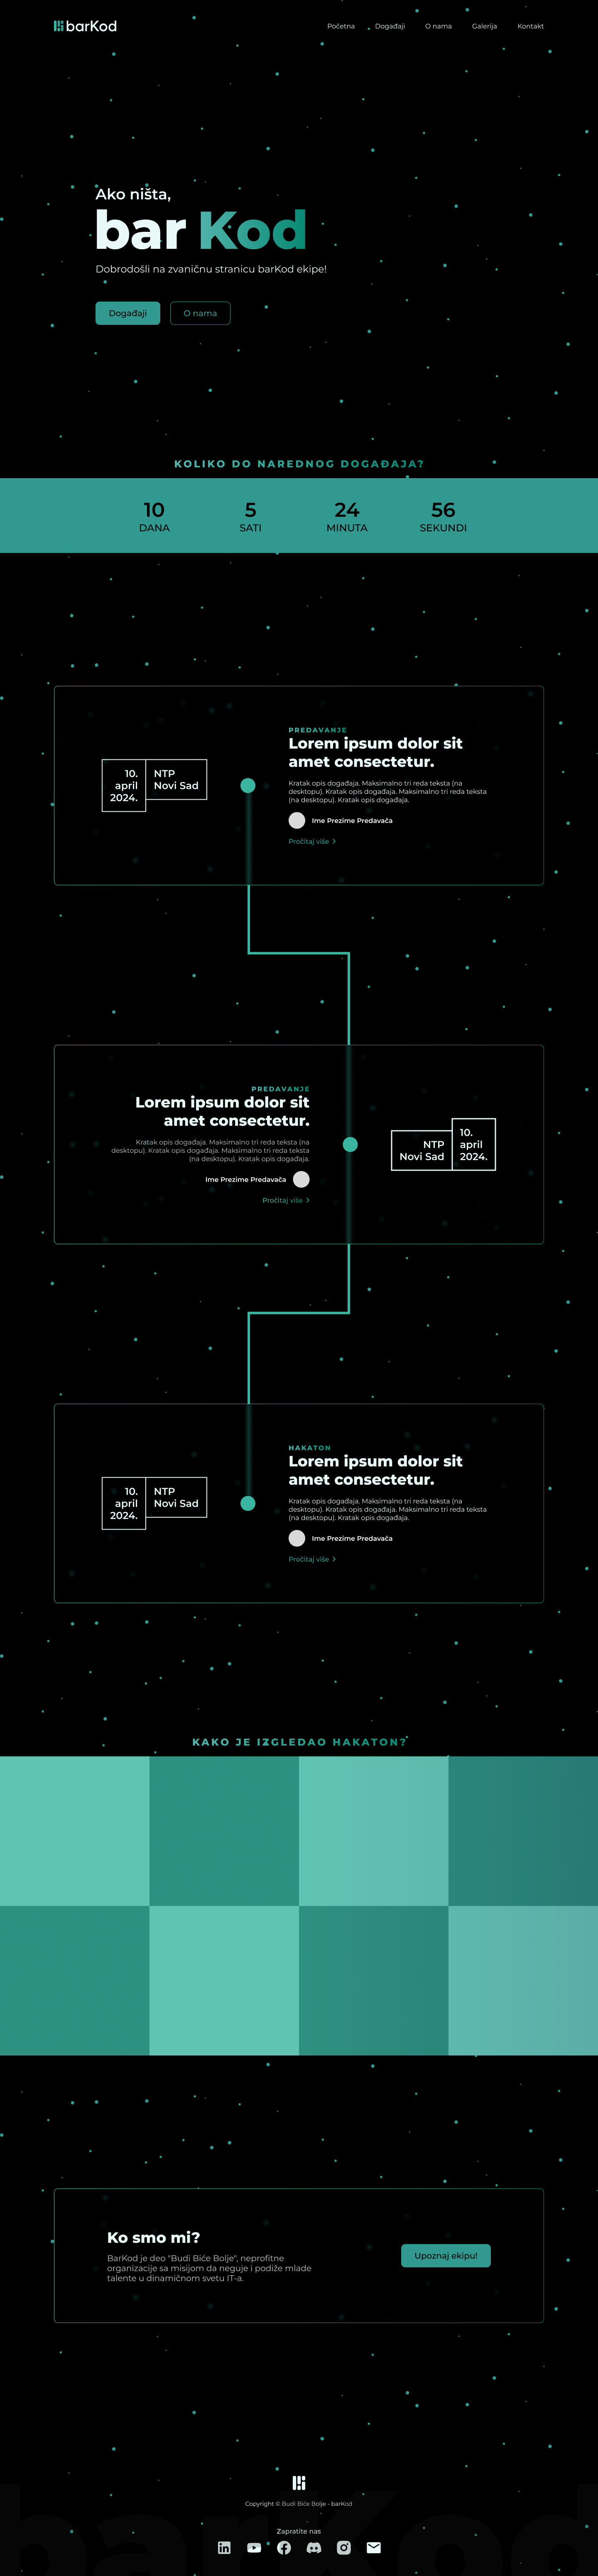 barKod
Početna Događaji O nama Galerija Kontakt
Ako ništa,
bar Kod
Dobrodošli na zvaničnu stranicu barKod ekipe!
Događaji O nama
KOLIKO DO NAREDNOG DOGAĐAJA?
10 5 24 56
DANA SATI MINUTA SEKUNDI
10.
april
2024.
NTP
Novi Sad
PREDAVANJE
Lorem ipsum dolor sit
amet consectetur.
Kratak opis događaja. Maksimalno tri reda teksta (na
desktopu). Kratak opis događaja. Maksimalno tri reda teksta
(na desktopu). Kratak opis događaja.
Ime Prezime Predavača
Pročitaj više
PREDAVANJE
Lorem ipsum dolor sit
amet consectetur.
Kratak opis događaja. Maksimalno tri reda teksta (na
desktopu). Kratak opis događaja. Maksimalno tri reda teksta
(na desktopu). Kratak opis događaja.
Ime Prezime Predavača
Pročitaj više
NTP
Novi Sad
10.
april
2024.
10.
april
2024.
NTP
Novi Sad
HAKATON
Lorem ipsum dolor sit
amet consectetur.
Kratak opis događaja. Maksimalno tri reda teksta (na
desktopu). Kratak opis događaja. Maksimalno tri reda teksta
(na desktopu). Kratak opis događaja.
Ime Prezime Predavača
Pročitaj više
KAKO JE IZGLEDAO HAKATON?
Ko smo mi?
BarKod je deo "Budi Biće Bolje", neprofitne
organizacije sa misijom da neguje i podiže mlade
talente u dinamičnom svetu IT-a.
Upoznaj ekipu!
Copyright © Budi Biće Bolje - barKod
Zapratite nas
barKod